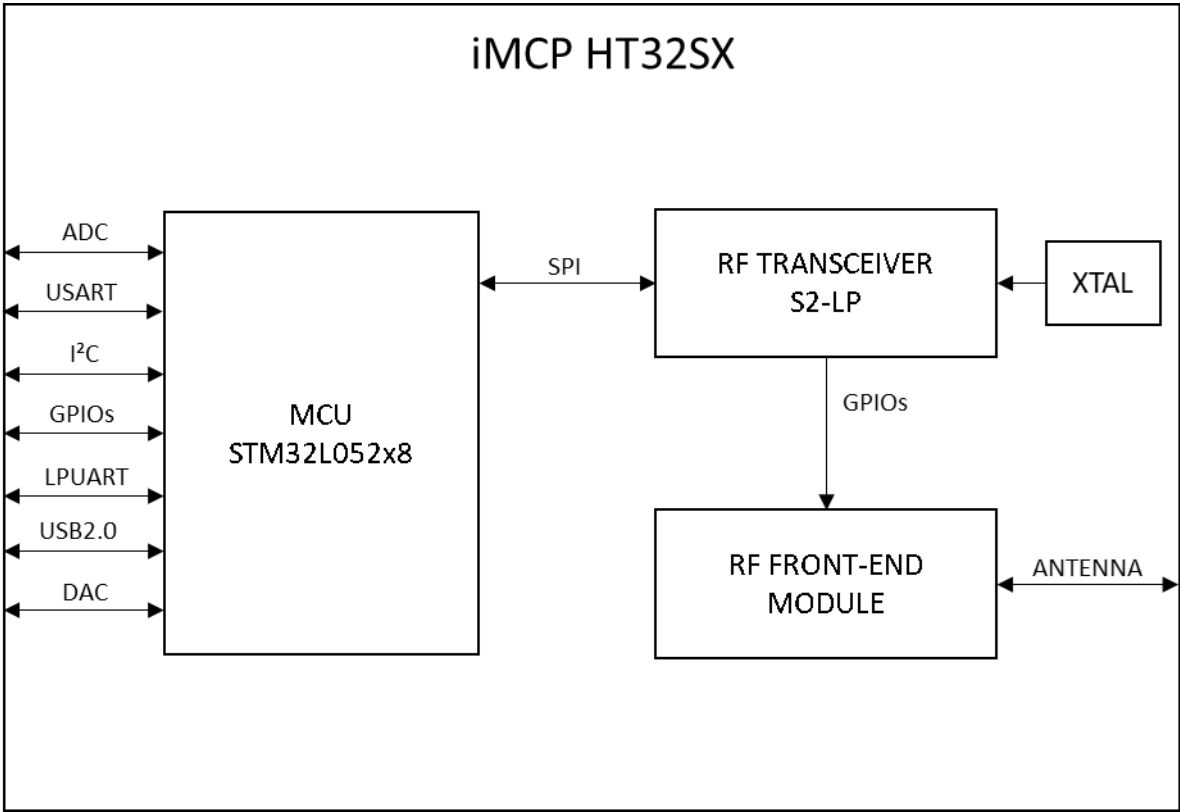 iMCP HT32SX
ADC
USART
I²C
GPIOs
LPUART
USB2.0
DAC
MCU
STM32L052x8
SPI
RF TRANSCEIVER
S2-LP
XTAL
GPIOs
RF FRONT-END
MODULE
ANTENNA